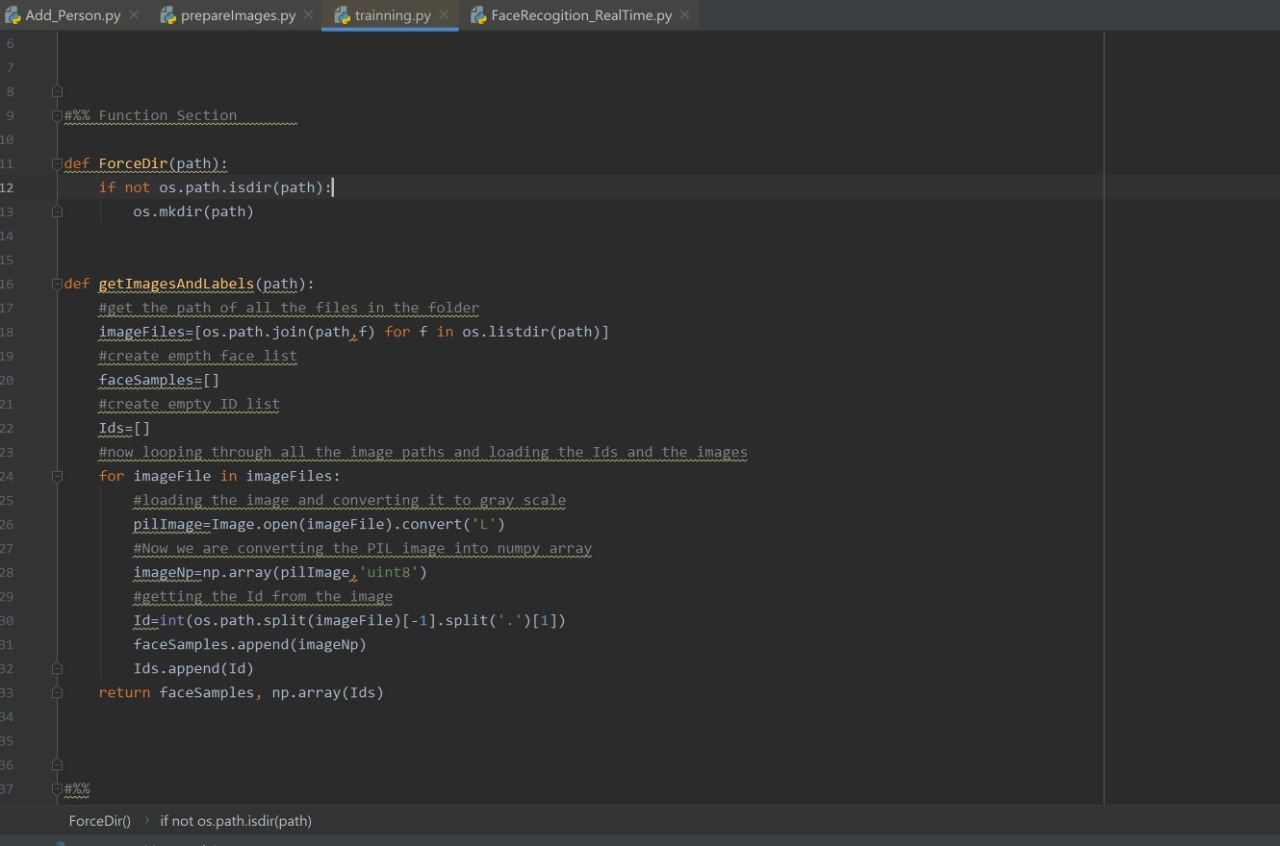 Add_Person.py prepareImages.py trainning.py FaceRecogition_RealTime.py
6
7
8
9 #%% Function Section
10
11 def ForceDir(path):
12     if not os.path.isdir(path):
13         os.mkdir(path)
14
15
16 def getImagesAndLabels(path):
17     #get the path of all the files in the folder
18     imageFiles=[os.path.join(path,f) for f in os.listdir(path)]
19     #create empth face list
20     faceSamples=[]
21     #create empty ID list
22     Ids=[]
23     #now looping through all the image paths and loading the Ids and the images
24     for imageFile in imageFiles:
25         #loading the image and converting it to gray scale
26         pilImage=Image.open(imageFile).convert('L')
27         #Now we are converting the PIL image into numpy array
28         imageNp=np.array(pilImage,'uint8')
29         #getting the Id from the image
30         Id=int(os.path.split(imageFile)[-1].split('.')[1])
31         faceSamples.append(imageNp)
32         Ids.append(Id)
33     return faceSamples, np.array(Ids)
34
35
36
37 #%%
ForceDir() › if not os.path.isdir(path)